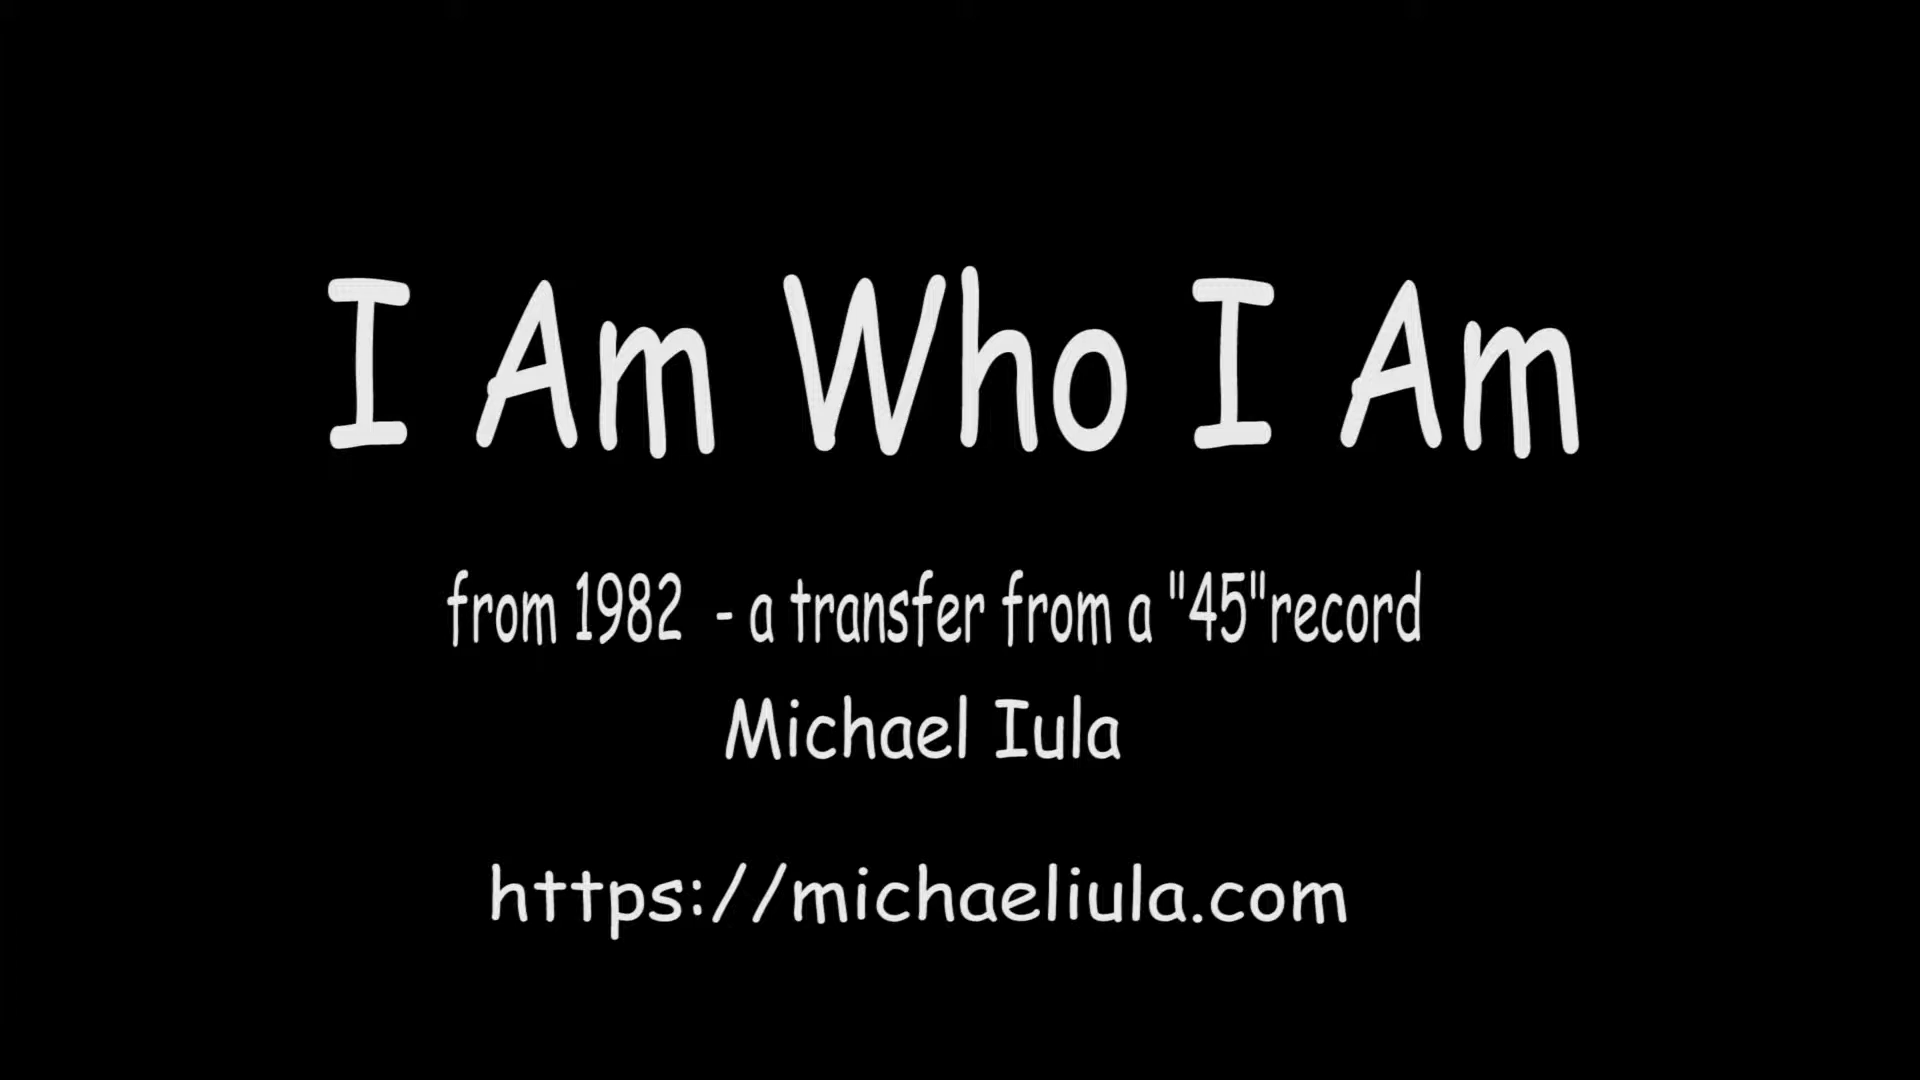 I Am Who I Am
from 1982 - a transfer from a "45"record
Michael Iula
https://michaeliula.com